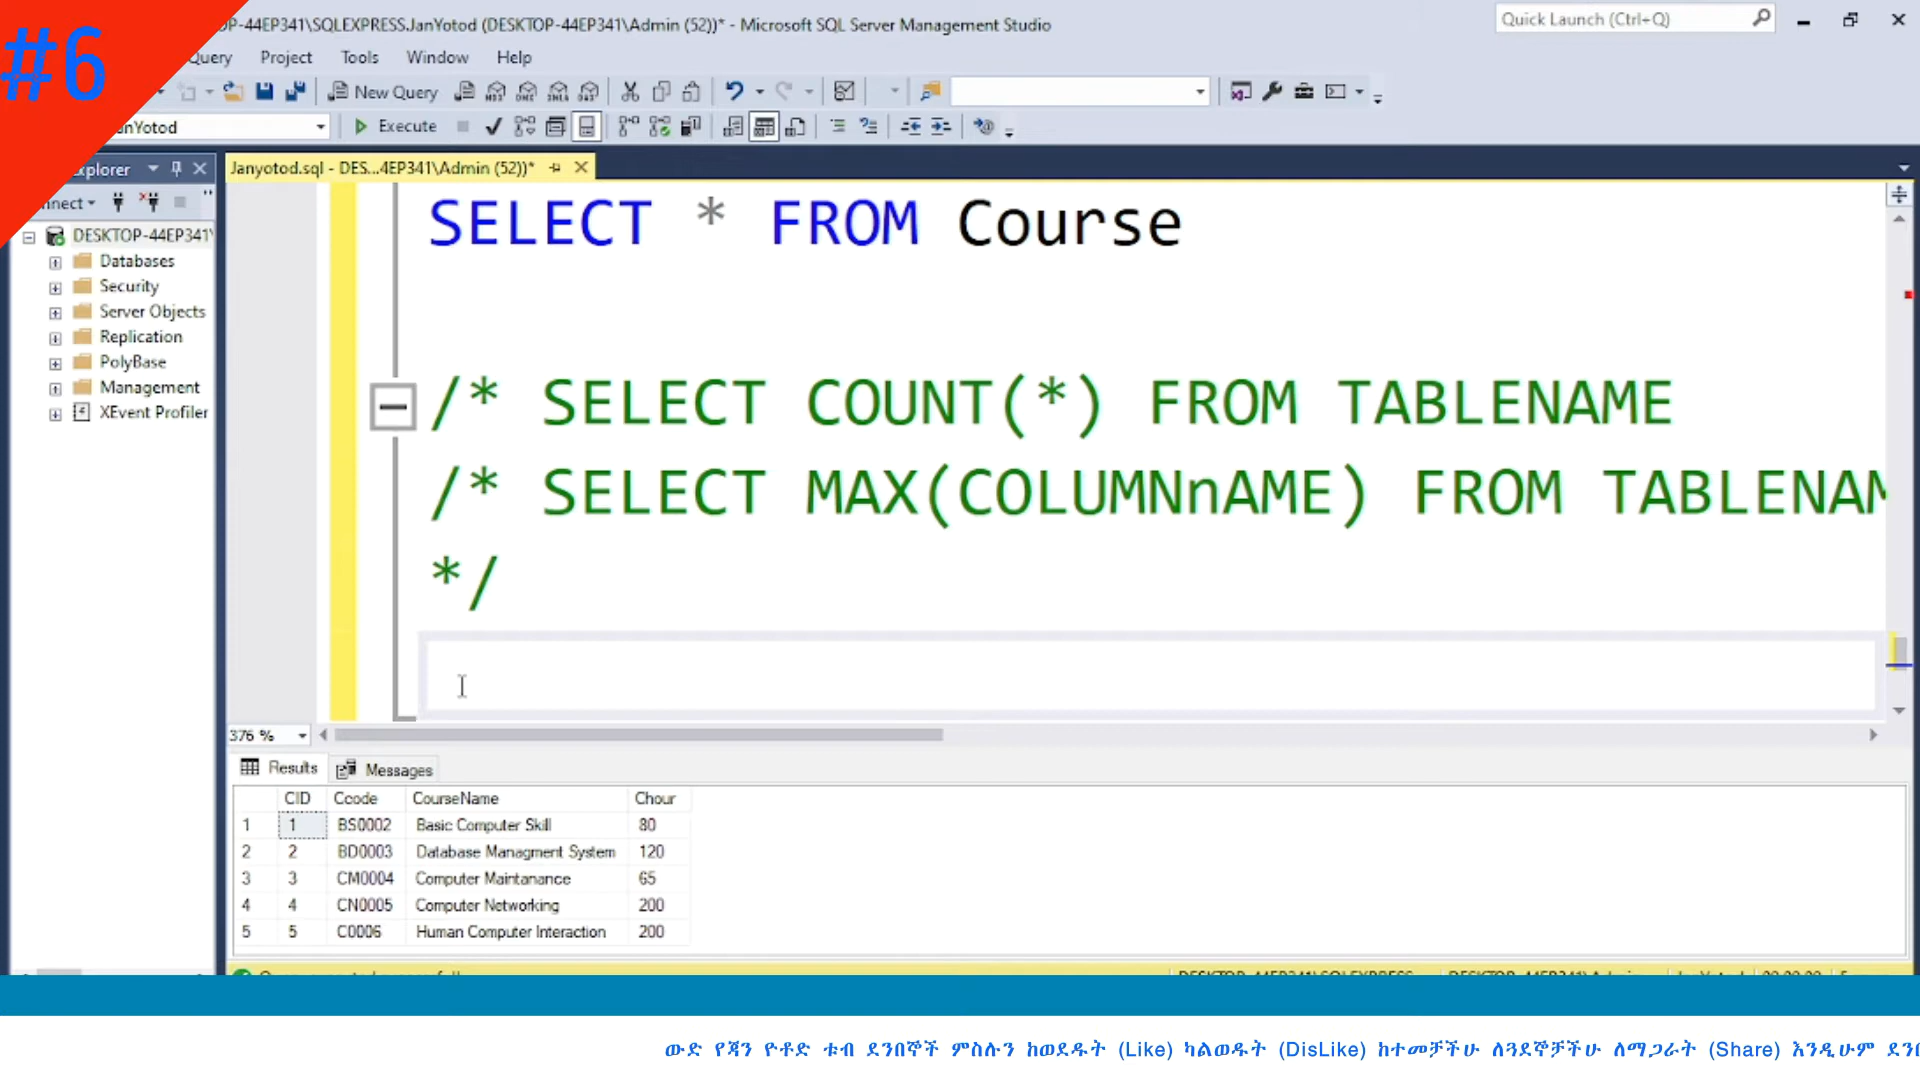 #6
P-44EP341\SQLEXPRESS.JanYotod (DESKTOP-44EP341\Admin (52))* - Microsoft SQL Server Management Studio
Quick Launch (Ctrl+Q)
Query Project Tools Window Help
New Query
anYotod
Execute
xplorer
nnect
Janyotod.sql - DES...4EP341\Admin (52))*
DESKTOP-44EP341\
Databases
Security
Server Objects
Replication
PolyBase
Management
XEvent Profiler
SELECT * FROM Course
/* SELECT COUNT(*) FROM TABLENAME
/* SELECT MAX(COLUMNnAME) FROM TABLENAM
*/
376 %
Results Messages
CID Ccode CourseName Chour
1 1 BS0002 Basic Computer Skill 80
2 2 BD0003 Database Managment System 120
3 3 CM0004 Computer Maintanance 65
4 4 CN0005 Computer Networking 200
5 5 C0006 Human Computer Interaction 200
ውድ የጃን ዮቶድ ቱብ ደንበኞች ምስሉን ከወደዱት (Like) ካልወዱት (DisLike) ከተመቻችሁ ለጓደኞቻችሁ ለማጋራት (Share) እንዲሁም ደንበ